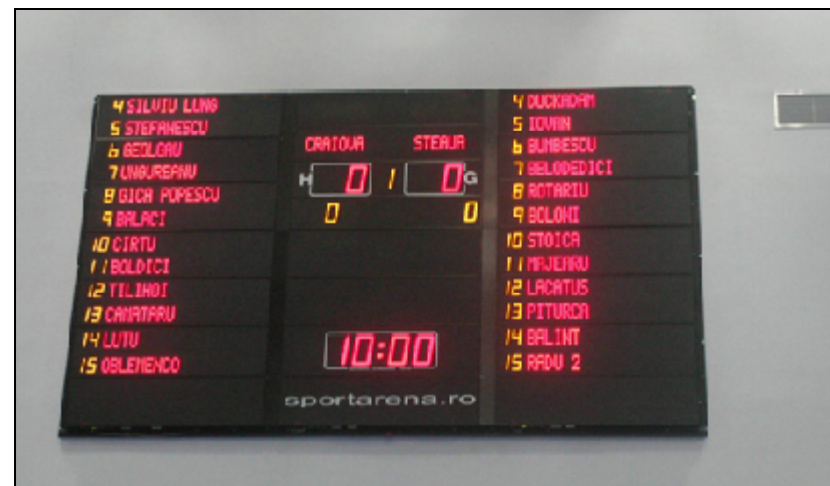 4 SILVIU LUNG
5 STEFANESCU
6 GEOLGAU
7 UNGUREANU
8 GICA POPESCU
9 BALACI
10 CIRTU
11 BOLDICI
12 TILIHOI
13 CAMATARU
14 LUTU
15 OBLEMENCO
CRAIOVA STEAUA
H 0 1 0 G
0 0
10:00
sportarena.ro
4 DUCKADAM
5 IOVAN
6 BUMBESCU
7 BELODEDICI
8 ROTARIU
9 BOLONI
10 STOICA
11 MAJEARU
12 LACATUS
13 PITURCA
14 BALINT
15 RADU 2